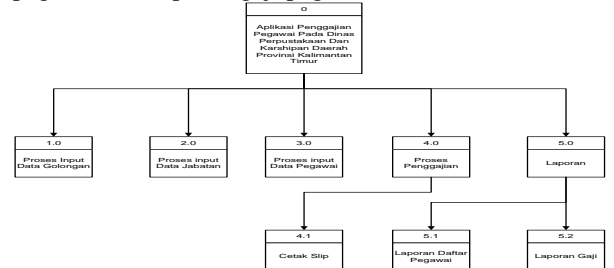 0
Aplikasi Penggajian
Pegawai Pada Dinas
Perpustakaan Dan
Karshipan Daerah
Provinsi Kalimantan
Timur
1.0
Proses Input
Data Golongan
2.0
Proses input
Data Jabatan
3.0
Proses input
Data Pegawai
4.0
Proses
Penggajian
5.0
Laporan
4.1
Cetak Slip
5.1
Laporan Daftar
Pegawai
5.2
Laporan Gaji